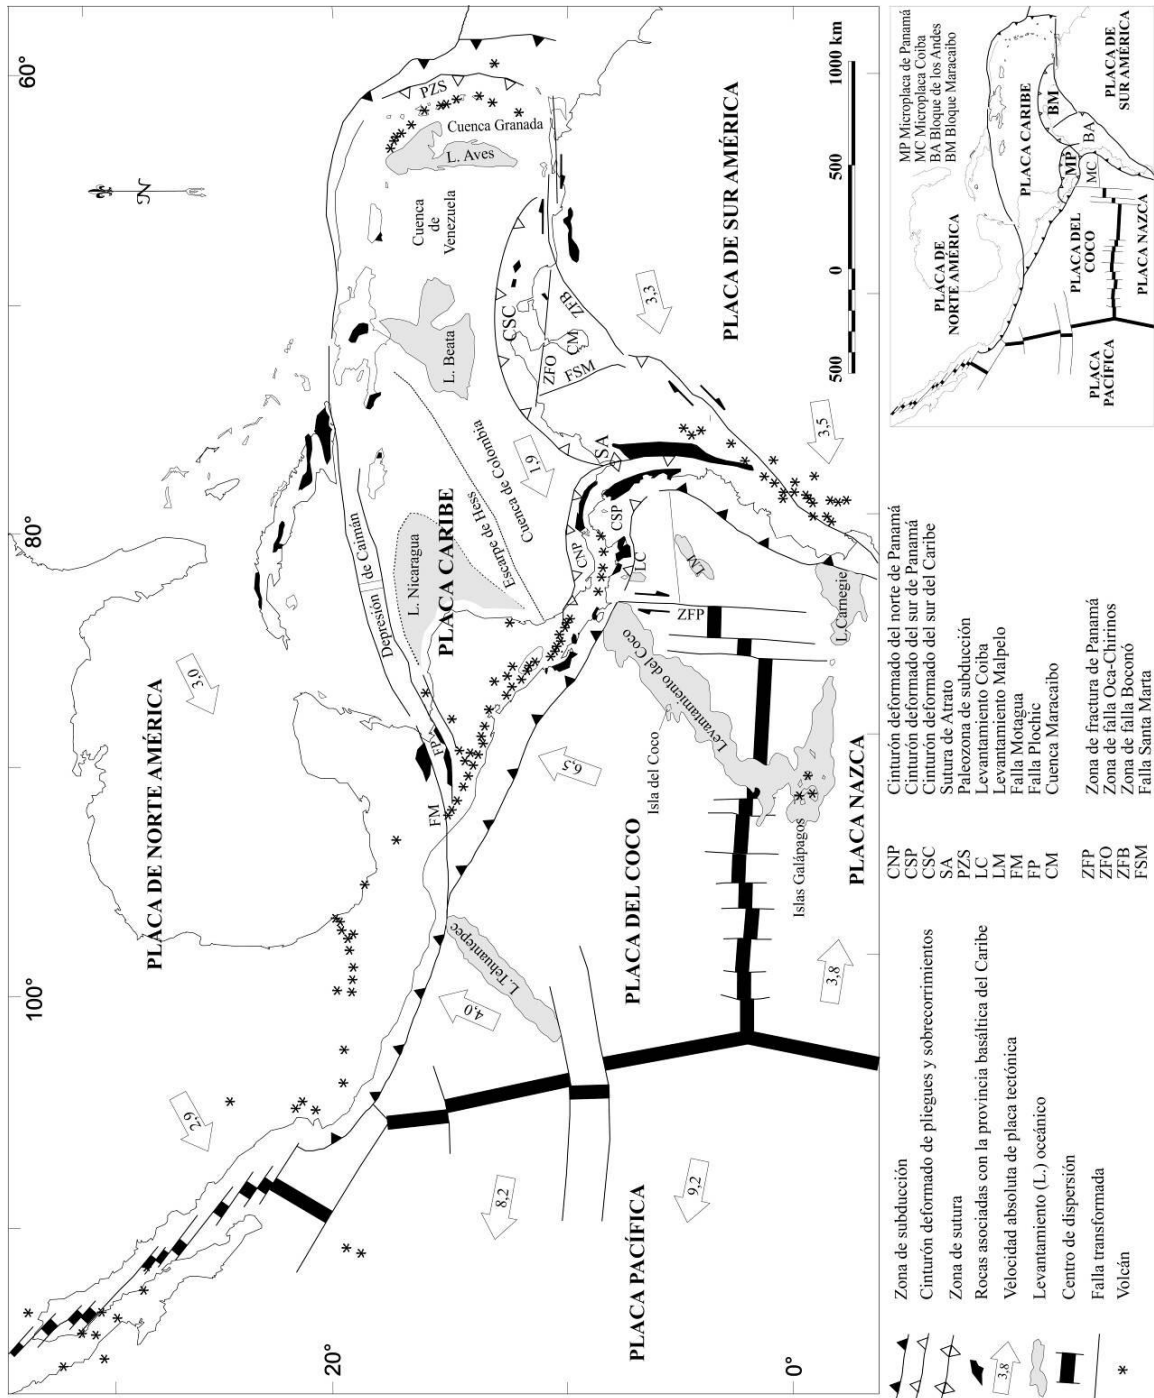 60°
80°
100°
20°
0°
N
PLACA DE NORTE AMÉRICA
PLACA CARIBE
PLACA DE SUR AMÉRICA
PLACA DEL COCO
PLACA NAZCA
PLACA PACÍFICA
PZS
Cuenca Granada
L. Aves
Cuenca
de
Venezuela
L. Beata
CSC
ZFO
CM
ZFB
FSM
SA
Depresión de Caimán
L. Nicaragua
Escarpe de Hess
Cuenca de Colombia
CNP
CSP
LC
LM
ZFP
L. Carnegie
Levantamiento del Coco
Isla del Coco
Islas Galápagos
FM
FP
L. Tehuantepec
3,0
2,9
1,9
3,3
3,5
6,5
4,0
3,8
8,2
9,2
500 0 500 1000 km
MP Microplaca de Panamá
MC Microplaca Coiba
BA Bloque de los Andes
BM Bloque Maracaibo
PLACA DE
NORTE AMÉRICA
PLACA CARIBE
BM
MP
BA
MC
PLACA DEL
COCO
PLACA DE
SUR AMÉRICA
PLACA NAZCA
PLACA
PACÍFICA
Zona de subducción
Cinturón deformado de pliegues y sobrecorrimientos
Zona de sutura
Rocas asociadas con la provincia basáltica del Caribe
3.8 Velocidad absoluta de placa tectónica
Levantamiento (L.) oceánico
Centro de dispersión
Falla transformada
Volcán
CNP Cinturón deformado del norte de Panamá
CSP Cinturón deformado del sur de Panamá
CSC Cinturón deformado del sur del Caribe
SA Sutura de Atrato
PZS Paleozona de subducción
LC Levantamiento Coiba
LM Levantamiento Malpelo
FM Falla Motagua
FP Falla Plochic
CM Cuenca Maracaibo
ZFP Zona de fractura de Panamá
ZFO Zona de falla Oca-Chirinos
ZFB Zona de falla Boconó
FSM Falla Santa Marta